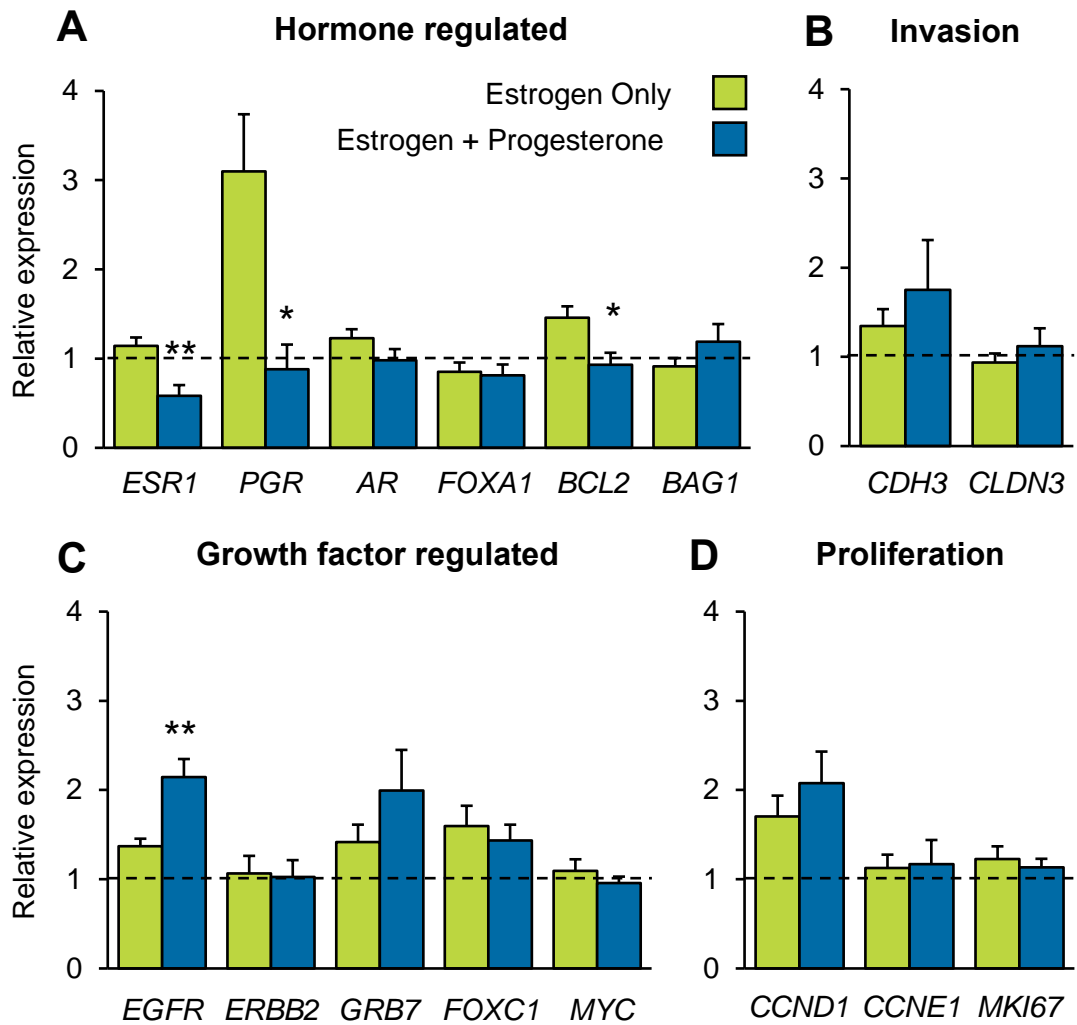 A Hormone regulated
Relative expression
4
3
2
1
0
Estrogen Only
Estrogen + Progesterone
*
**
*
ESR1 PGR AR FOXA1 BCL2 BAG1
B Invasion
4
3
2
1
0
CDH3 CLDN3
C Growth factor regulated
Relative expression
4
3
2
1
0
**
EGFR ERBB2 GRB7 FOXC1 MYC
D Proliferation
4
3
2
1
0
CCND1 CCNE1 MKI67